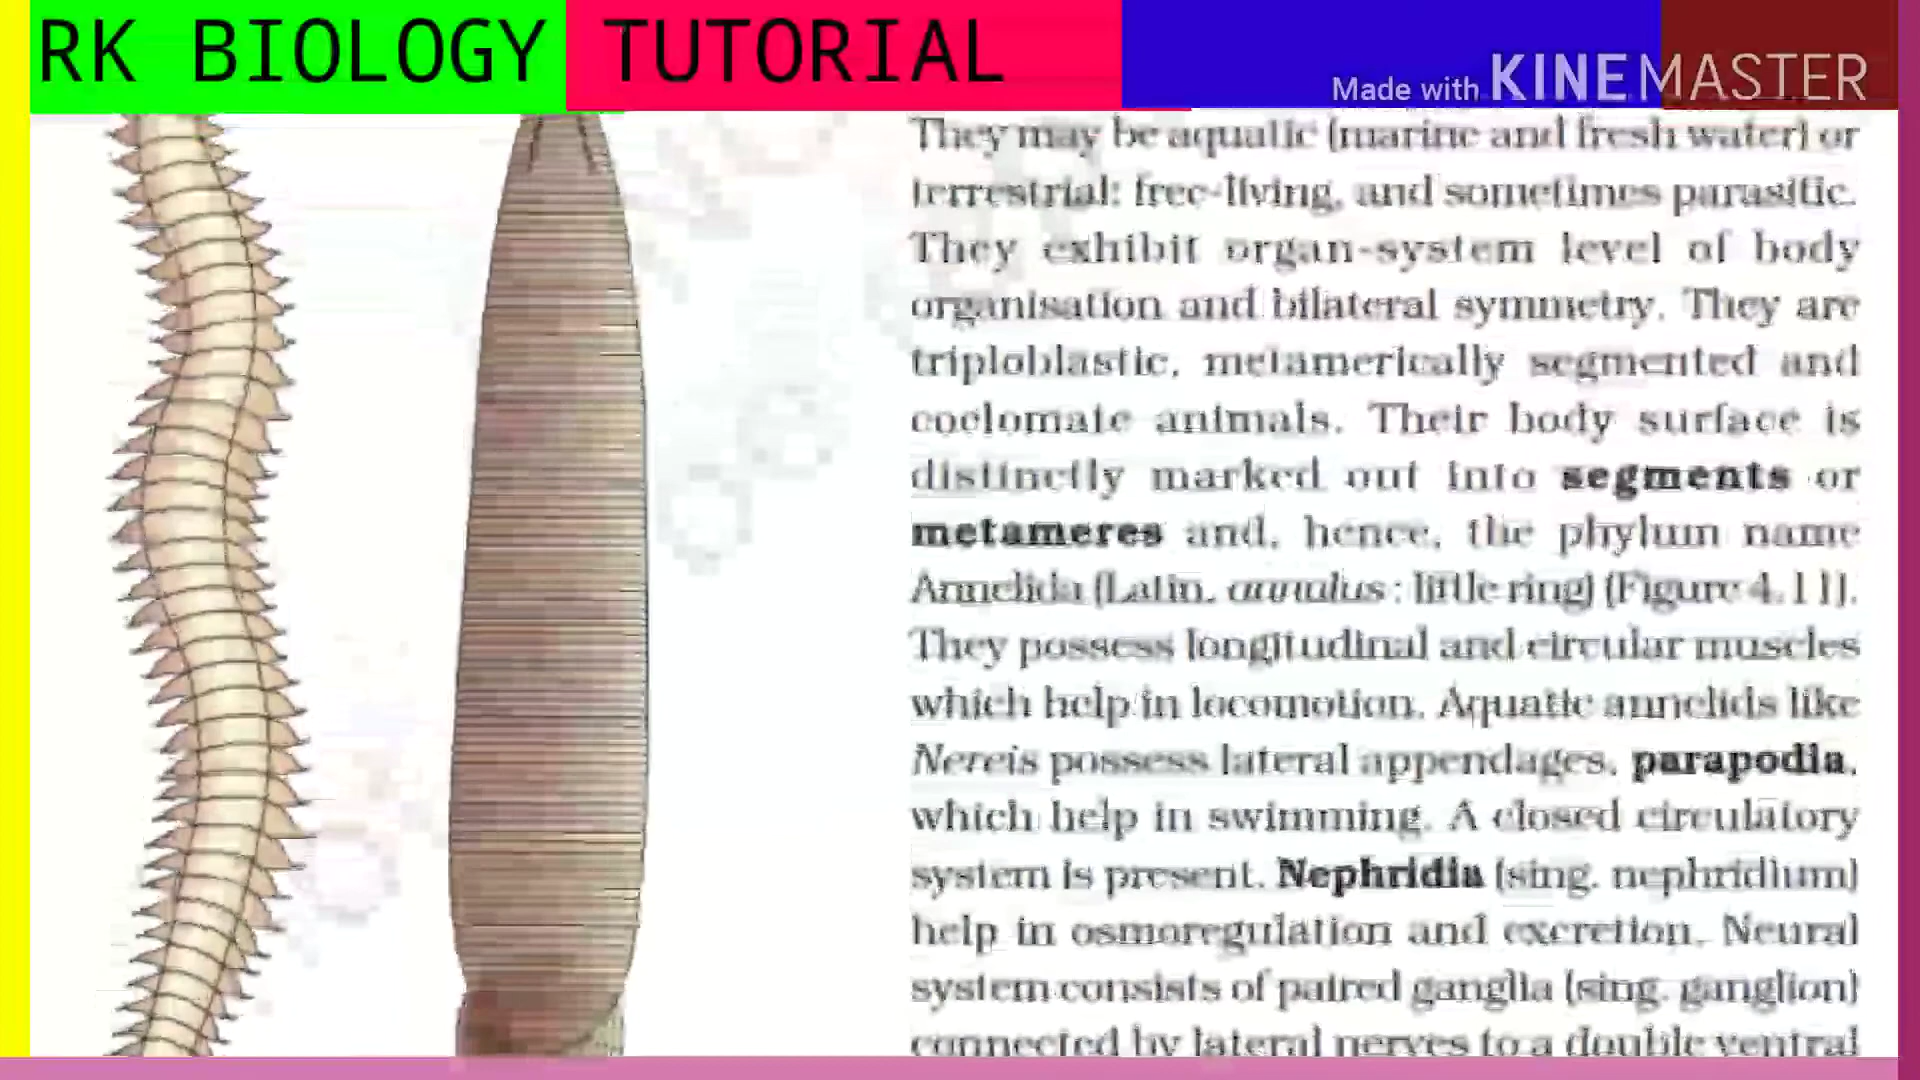 RK BIOLOGY TUTORIAL
Made with KINEMASTER
They may be aquatic (marine and fresh water) or
terrestrial; free-living, and sometimes parasitic.
They exhibit organ-system level of body
organisation and bilateral symmetry. They are
triploblastic, metamerically segmented and
coelomate animals. Their body surface is
distinctly marked out into segments or
metameres and, hence, the phylum name
Annelida (Latin, annulus : little ring) (Figure 4.11).
They possess longitudinal and circular muscles
which help in locomotion. Aquatic annelids like
Nereis possess lateral appendages, parapodia,
which help in swimming. A closed circulatory
system is present. Nephridia (sing. nephridium)
help in osmoregulation and excretion. Neural
system consists of paired ganglia (sing. ganglion)
connected by lateral nerves to a double ventral